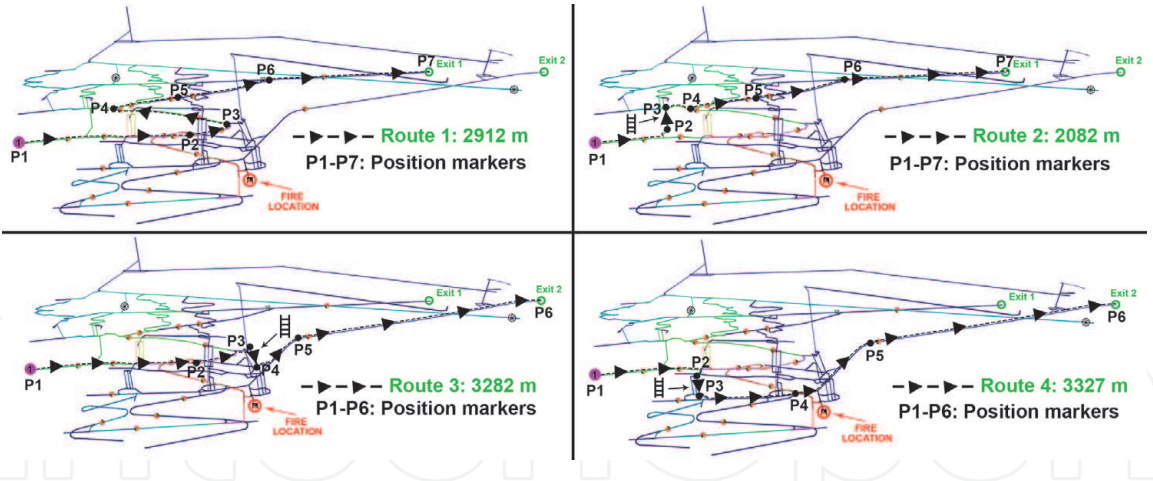 P7
Exit 1
Exit 2
P6
P5
P4
P3
P2
1
P1
Route 1: 2912 m
P1-P7: Position markers
FIRE
LOCATION
P7
Exit 1
Exit 2
P6
P5
P3
P4
P2
1
P1
Route 2: 2082 m
P1-P7: Position markers
FIRE
LOCATION
Exit 1
Exit 2
P6
P3
P5
P4
P2
1
P1
Route 3: 3282 m
P1-P6: Position markers
FIRE
LOCATION
Exit 1
Exit 2
P6
P5
P2
1
P1
P3
P4
Route 4: 3327 m
P1-P6: Position markers
FIRE
LOCATION